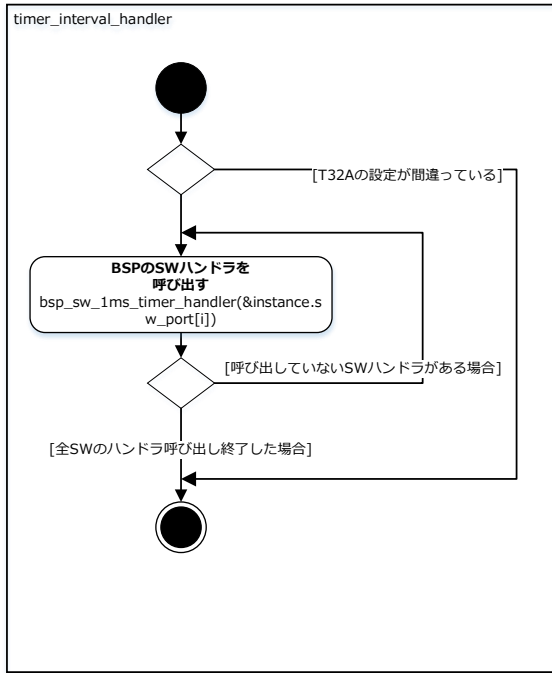 timer_interval_handler
[T32Aの設定が間違っている]
BSPのSWハンドラを
呼び出す
bsp_sw_1ms_timer_handler(&instance.s
w_port[i])
[呼び出していないSWハンドラがある場合]
[全SWのハンドラ呼び出し終了した場合]